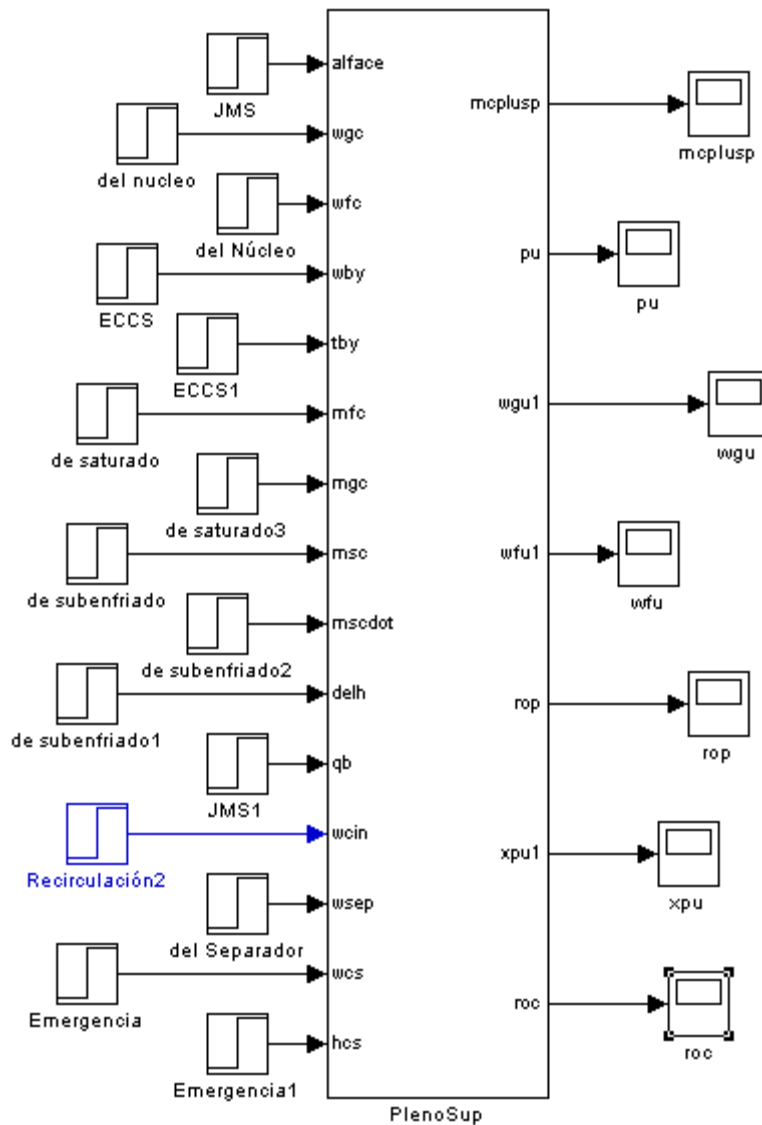 alface
JMS
mcplusp
mcplusp
wgc
del nucleo
wfc
del Núcleo
wby
ECCS
pu
pu
tby
ECCS1
mfc
de saturado
wgu1
wgu
mgc
de saturado3
msc
de subenfriado
wfu1
wfu
mscdot
de subenfriado2
delh
de subenfriado1
rop
rop
qb
JMS1
wcin
Recirculación2
xpu1
xpu
wsep
del Separador
wcs
Emergencia
roc
roc
hcs
Emergencia1
PlenoSup